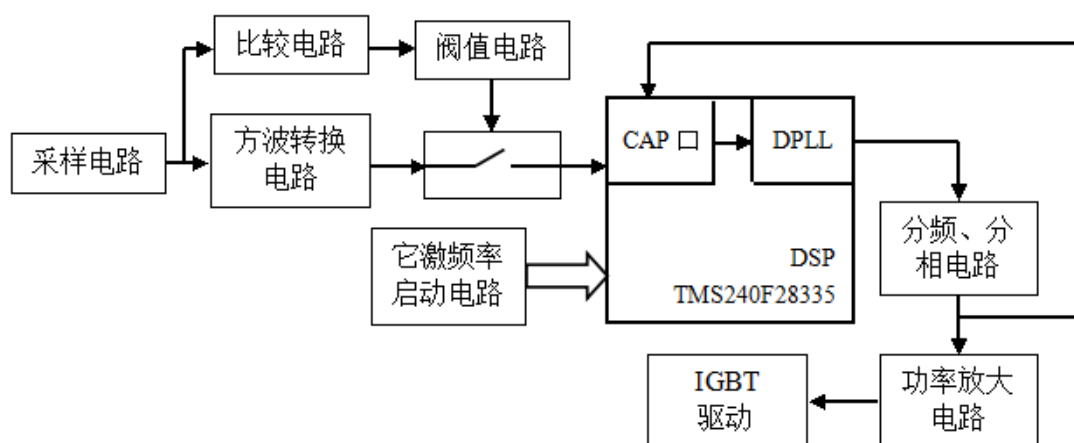 比较电路
阀值电路
采样电路
方波转换
电路
CAP 口
DPLL
它激频率
启动电路
DSP
TMS240F28335
分频、分
相电路
IGBT
驱动
功率放大
电路